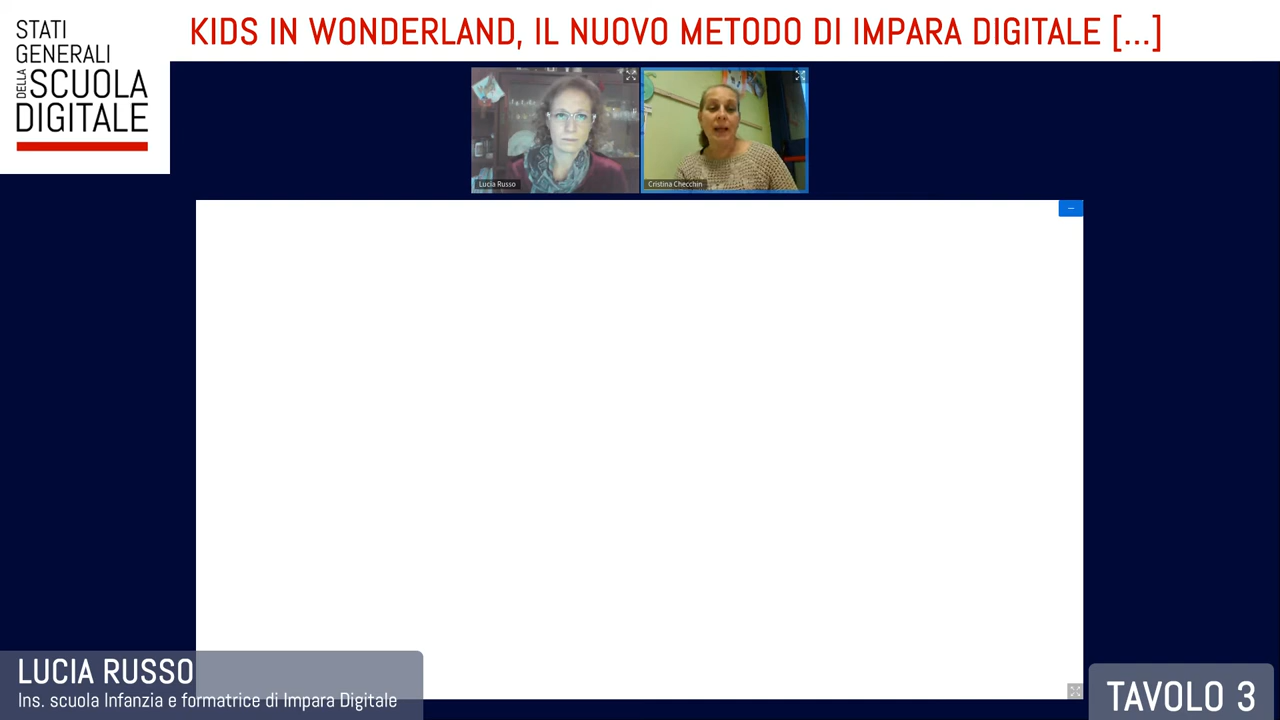 STATI
GENERALI
DELLA SCUOLA
DIGITALE
KIDS IN WONDERLAND, IL NUOVO METODO DI IMPARA DIGITALE [...]
Lucia Russo
Cristina Checchin
LUCIA RUSSO
Ins. scuola Infanzia e formatrice di Impara Digitale
TAVOLO 3